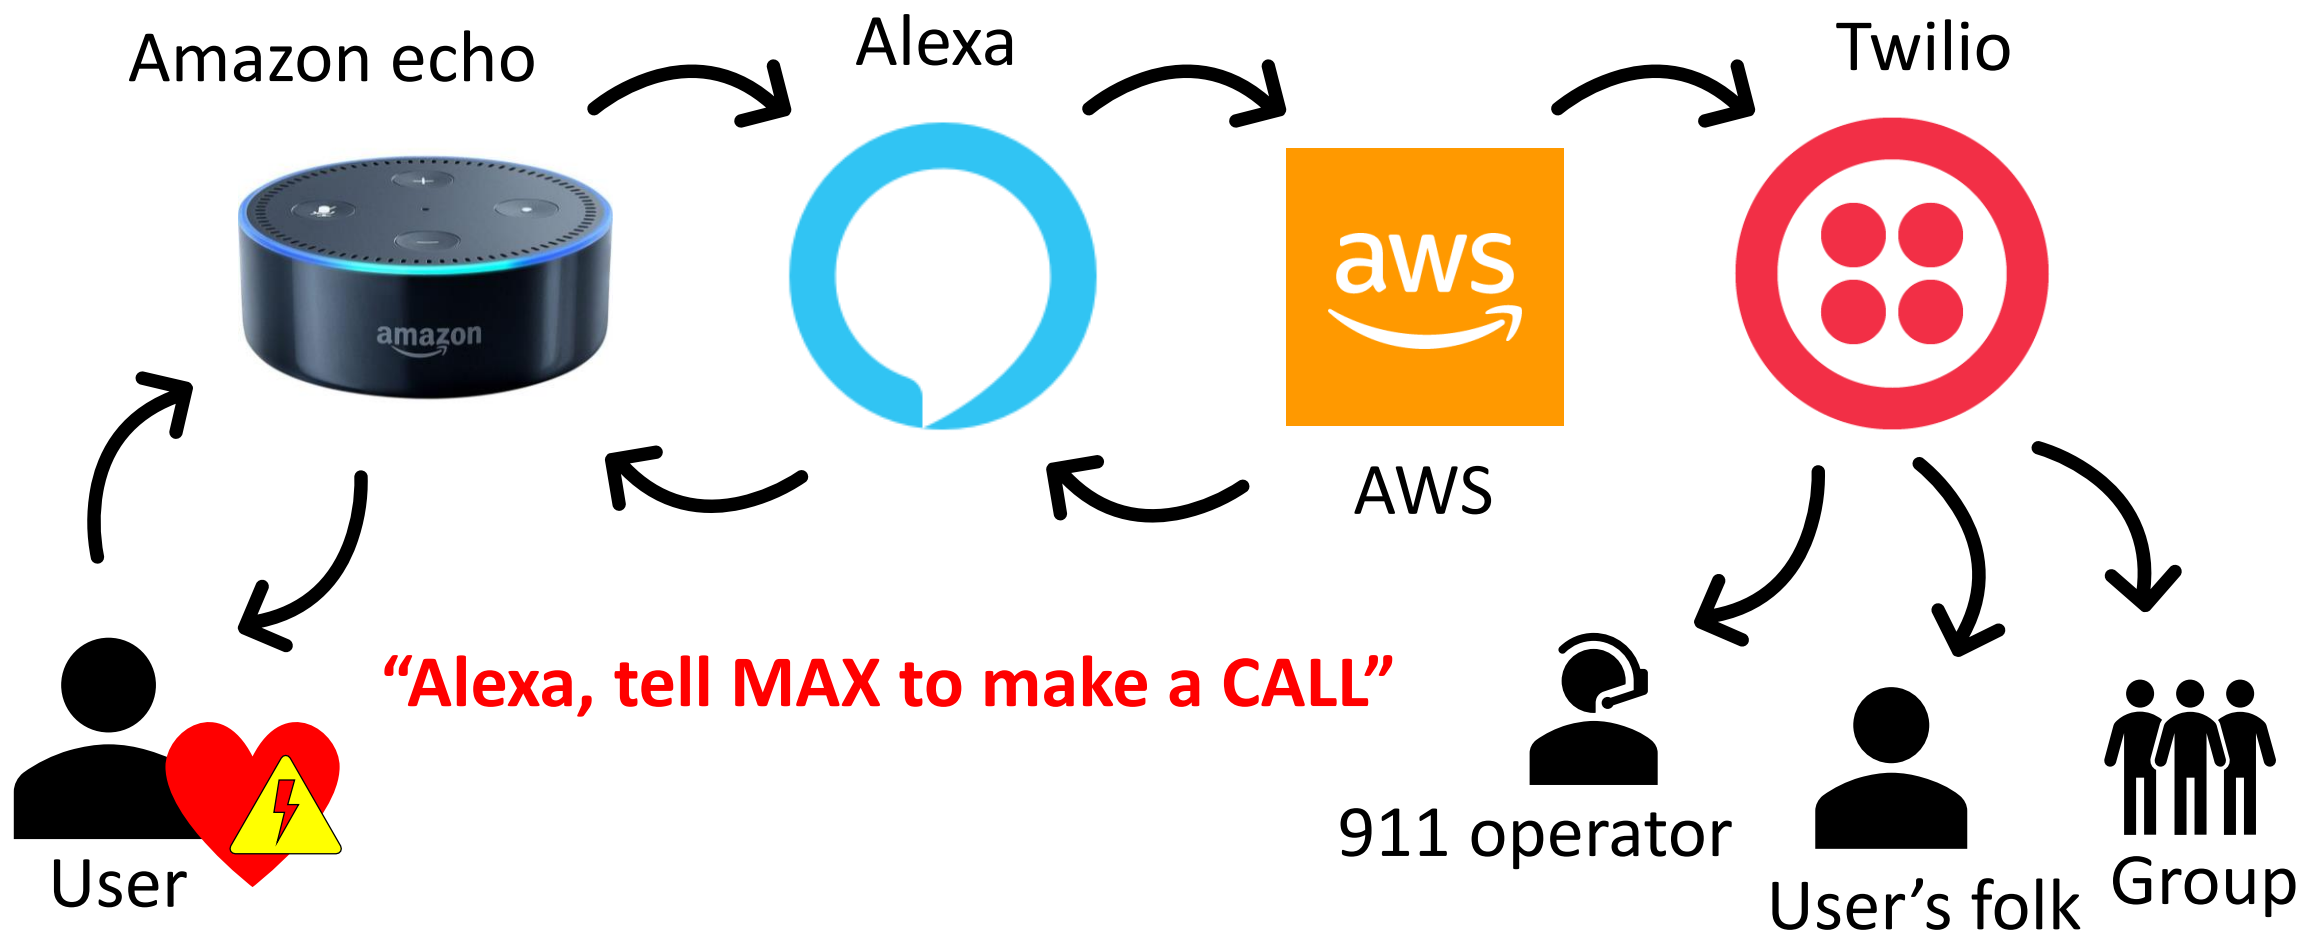 Amazon echo
Alexa
Twilio
amazon
aws
AWS
“Alexa, tell MAX to make a CALL”
911 operator
User
User’s folk
Group